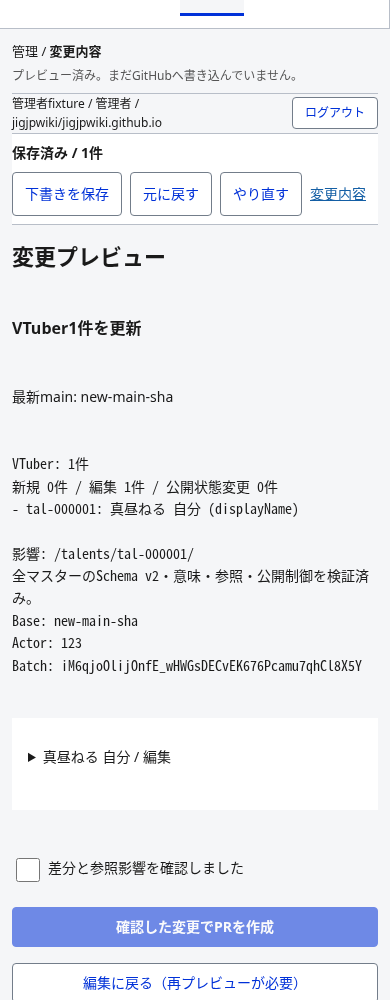 管理 / 変更内容
プレビュー済み。まだGitHubへ書き込んでいません。
管理者fixture / 管理者 /
jigjpwiki/jigjpwiki.github.io
ログアウト
保存済み / 1件
下書きを保存
元に戻す
やり直す
変更内容
変更プレビュー
VTuber1件を更新
最新main: new-main-sha
VTuber: 1件
新規 0件 / 編集 1件 / 公開状態変更 0件
- tal-000001: 真昼ねる 自分 (displayName)
影響: /talents/tal-000001/
全マスターのSchema v2・意味・参照・公開制御を検証済
み。
Base: new-main-sha
Actor: 123
Batch: iM6qjoOlijOnfE_wHWGsDECvEK676Pcamu7qhCl8X5Y
▶ 真昼ねる 自分 / 編集
差分と参照影響を確認しました
確認した変更でPRを作成
編集に戻る（再プレビューが必要）